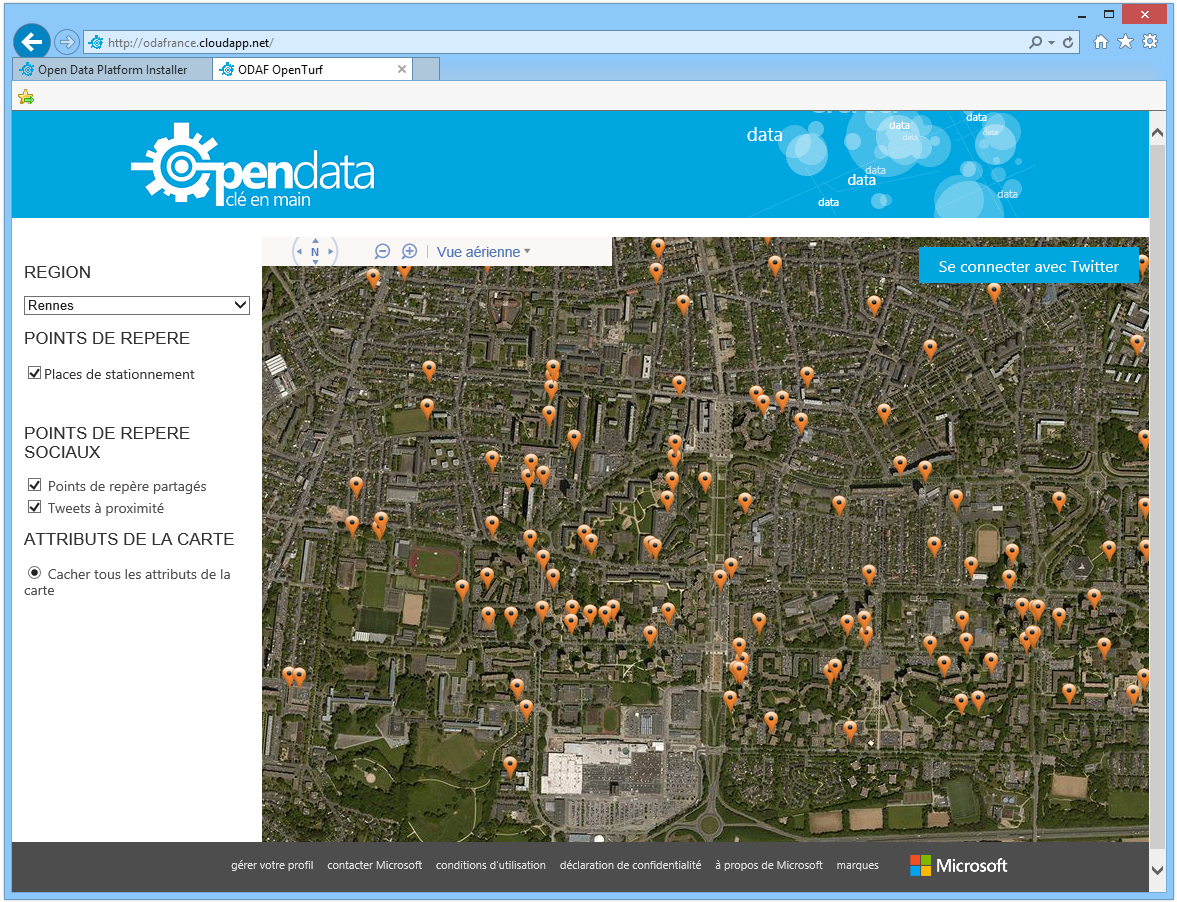 http://odafrance.cloudapp.net/
Open Data Platform Installer
ODAF OpenTurf
opendata
clé en main
data
data
data
data
data
data
data
data
data
REGION
Rennes
POINTS DE REPERE
Places de stationnement
POINTS DE REPERE
SOCIAUX
Points de repère partagés
Tweets à proximité
ATTRIBUTS DE LA CARTE
Cacher tous les attributs de la
carte
N
Vue aérienne
Se connecter avec Twitter
gérer votre profil contacter Microsoft conditions d'utilisation déclaration de confidentialité à propos de Microsoft marques Microsoft